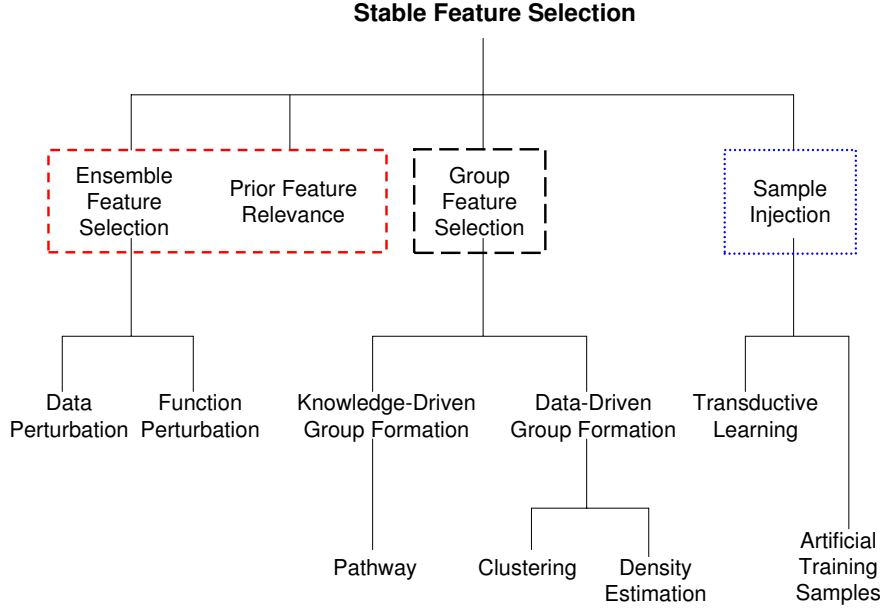 Stable Feature Selection
Ensemble
Feature
Selection
Prior Feature
Relevance
Group
Feature
Selection
Sample
Injection
Data
Perturbation
Function
Perturbation
Knowledge-Driven
Group Formation
Data-Driven
Group Formation
Transductive
Learning
Pathway
Clustering
Density
Estimation
Artificial
Training
Samples